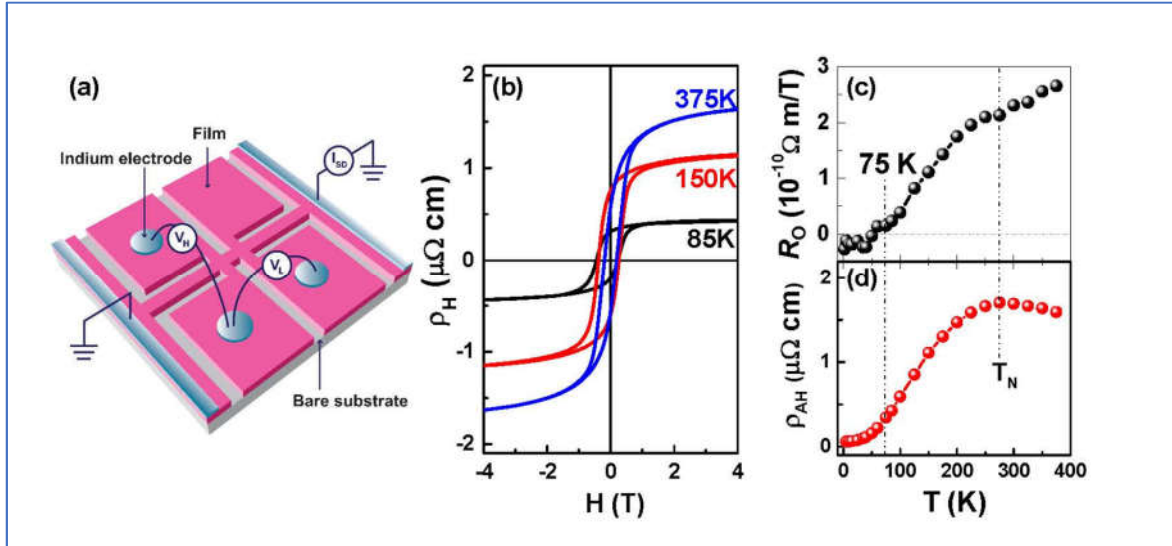 (a)
Film
Indium electrode
I_SD
V_H
V_L
Bare substrate
(b)
2
1
0
-1
-2
ρ_H (μΩ cm)
375K
150K
85K
-4 -2 0 2 4
H (T)
(c)
3
2
1
0
R_O (10⁻¹⁰Ω m/T)
75 K
(d)
2
1
0
ρ_AH (μΩ cm)
T_N
0 100 200 300 400
T (K)